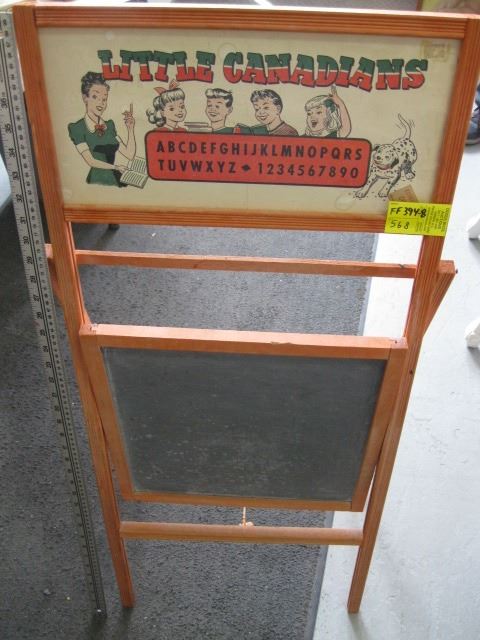 LITTLE CANADIANS
ABCDEFGHIJKLMNOPQRS
TUVWXYZ • 1234567890
FF 394-8
568